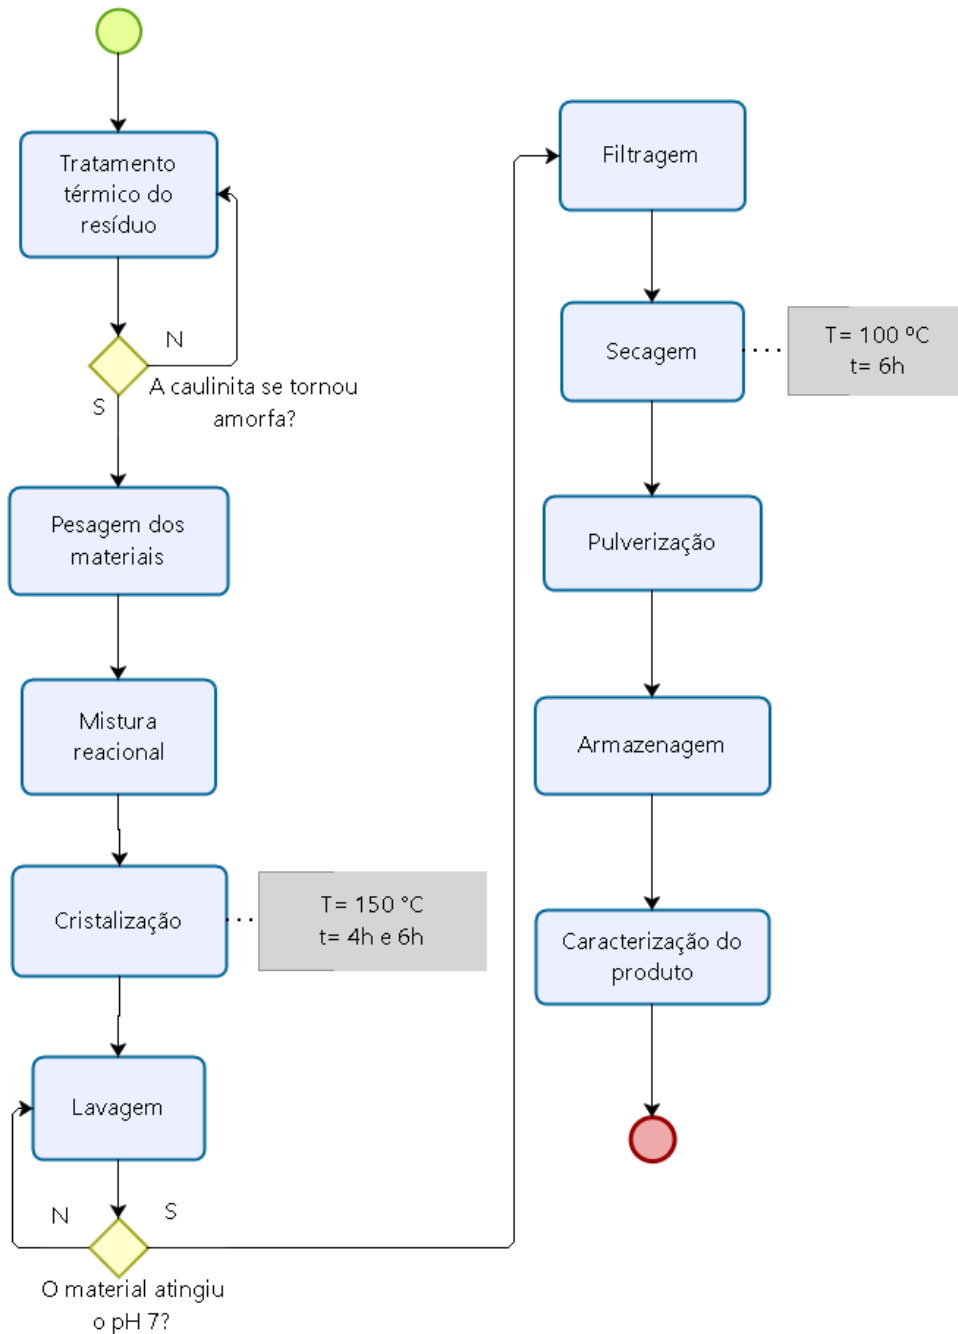 Tratamento
térmico do
resíduo
N
A caulinita se tornou
amorfa?
S
Pesagem dos
materiais
Mistura
reacional
Cristalização
T= 150 °C
t= 4h e 6h
Lavagem
N
S
O material atingiu
o pH 7?
Filtragem
Secagem
T= 100 ºC
t= 6h
Pulverização
Armazenagem
Caracterização do
produto